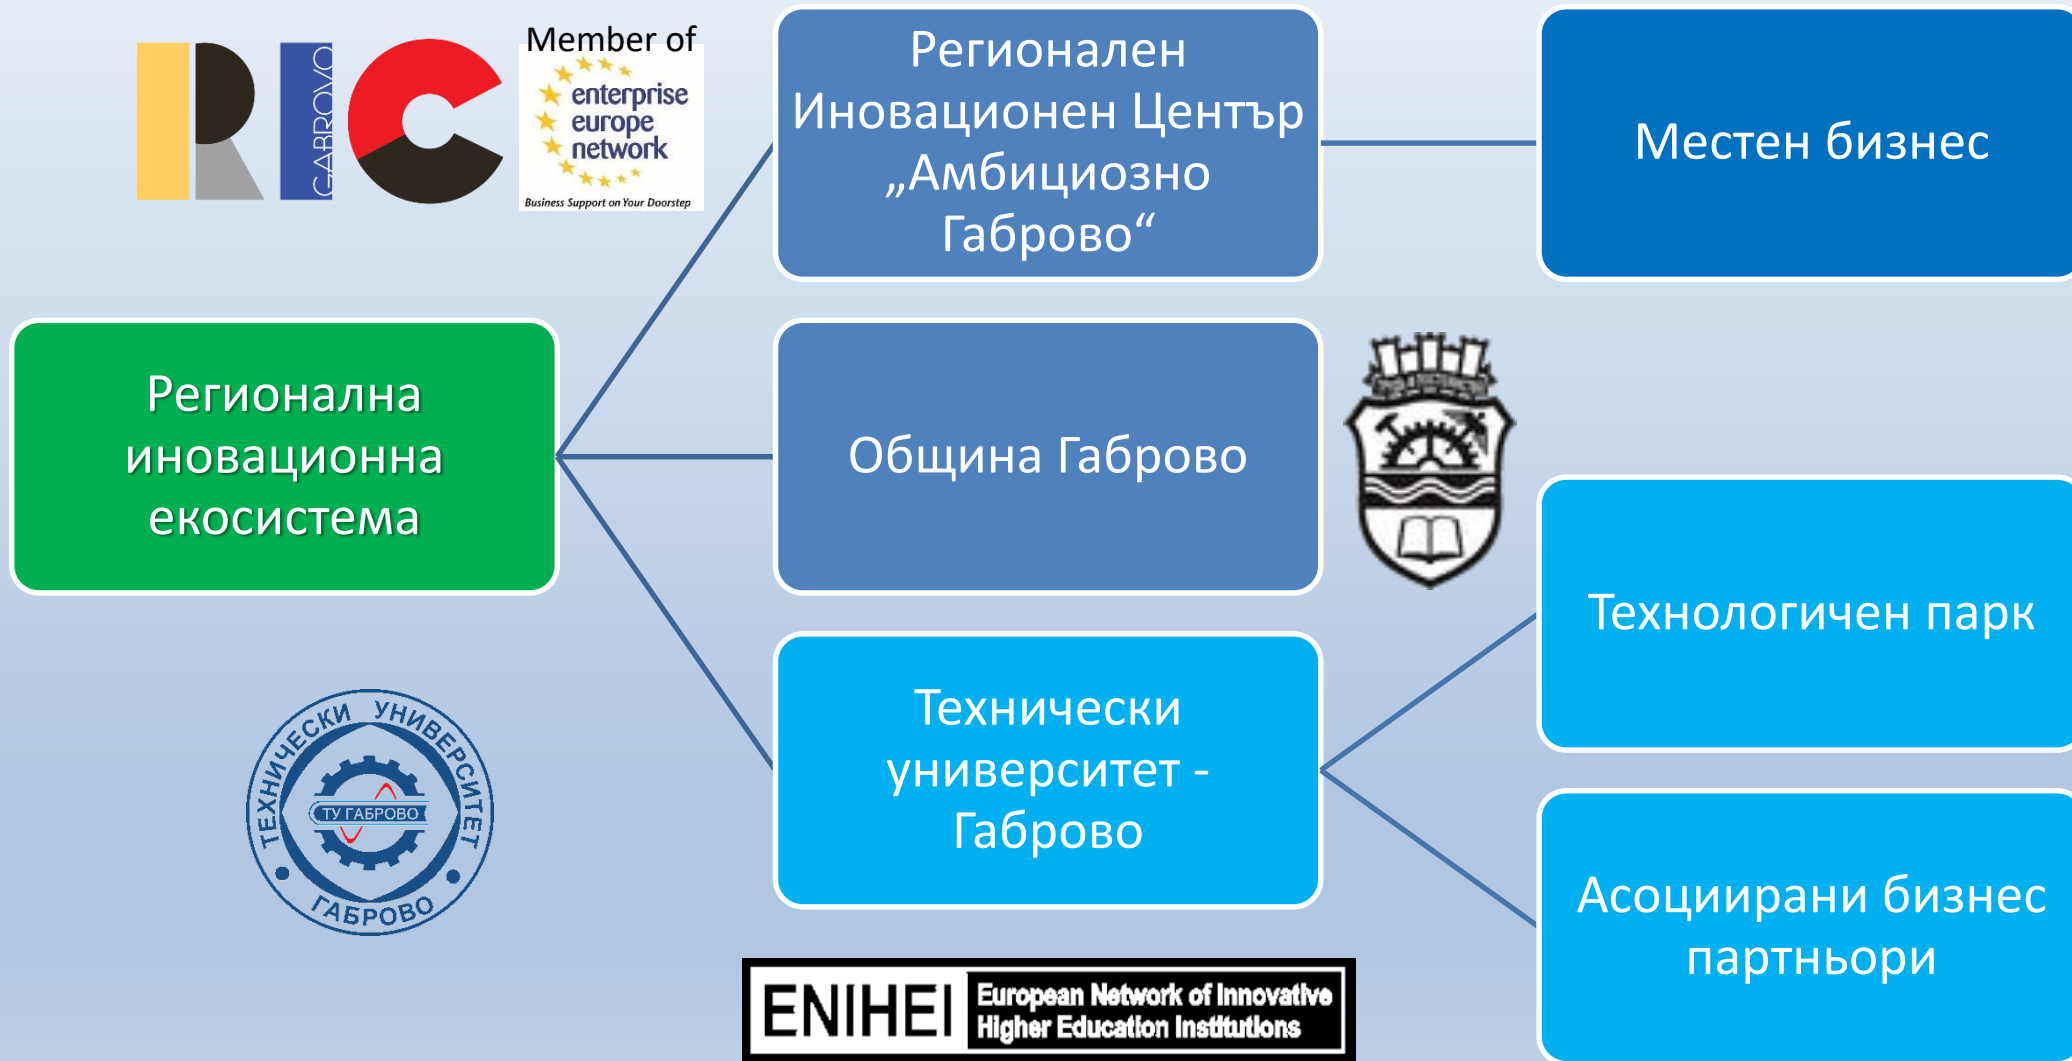 RIC
GABROVO
Member of
enterprise
europe
network
Business Support on Your Doorstep
Регионален
Иновационен Център
„Амбициозно
Габрово“
Местен бизнес
Регионална
иновационна
екосистема
Община Габрово
Технологичен парк
Технически
университет -
Габрово
Асоциирани бизнес
партньори
ТЕХНИЧЕСКИ УНИВЕРСИТЕТ
ТУ ГАБРОВО
ГАБРОВО
ENIHEI
European Network of Innovative
Higher Education Institutions